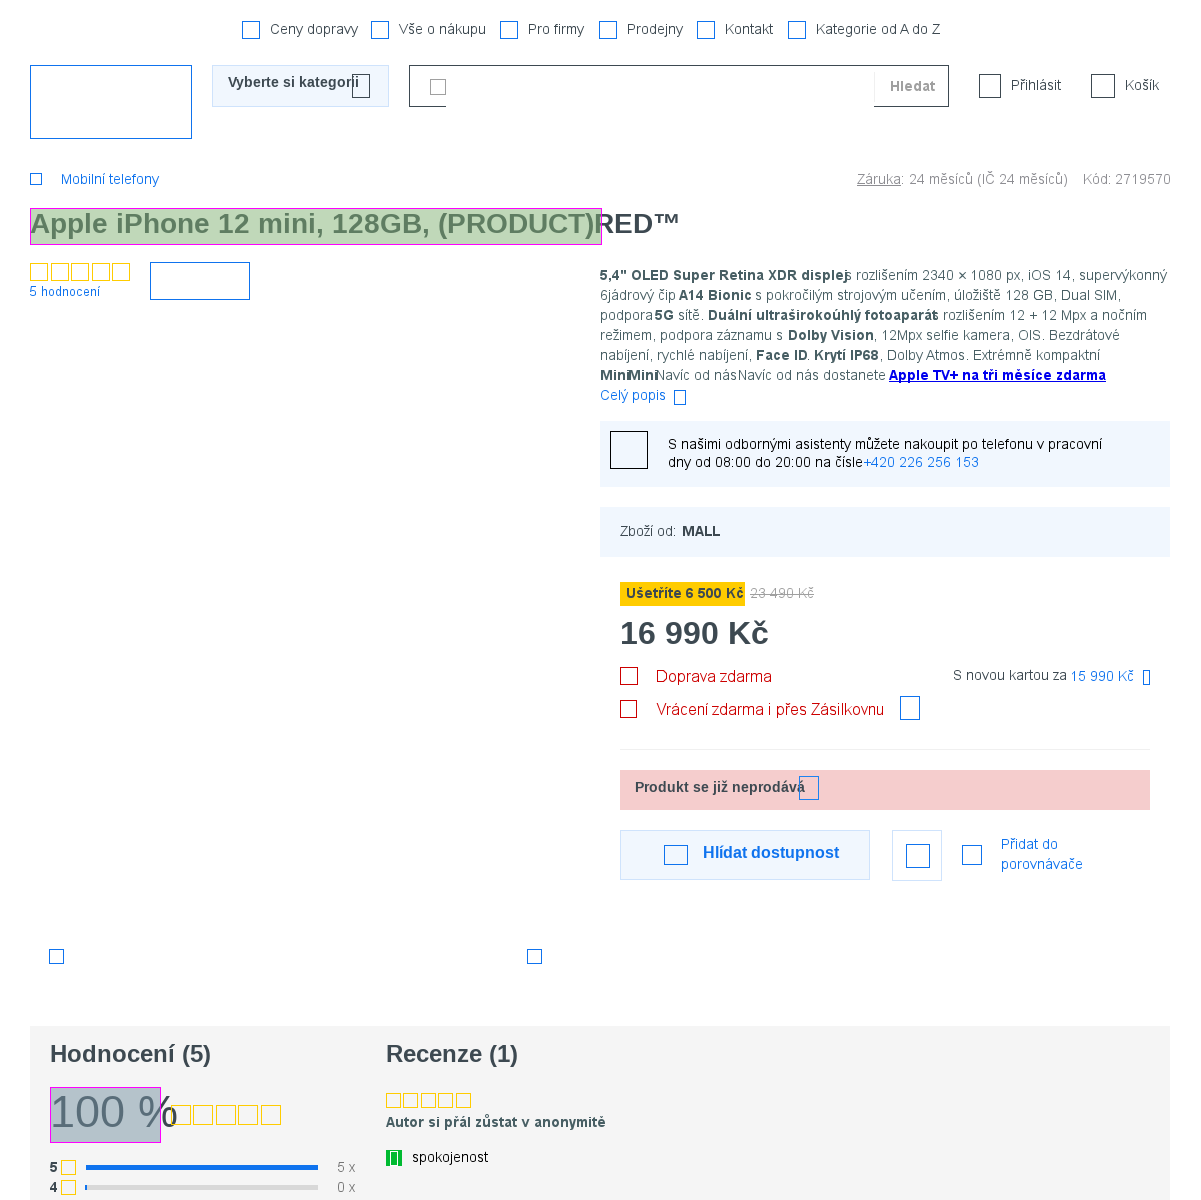 Ceny dopravy Vše o nákupu Pro firmy Prodejny Kontakt Kategorie od A do Z
Vyberte si kategorii Hledat Přihlásit Košík
Mobilní telefony Záruka: 24 měsíců (IČ 24 měsíců) Kód: 2719570
Apple iPhone 12 mini, 128GB, (PRODUCT)RED™
5 hodnocení
5,4" OLED Super Retina XDR displej s rozlišením 2340 × 1080 px, iOS 14, supervýkonný
6jádrový čip A14 Bionic s pokročilým strojovým učením, úložiště 128 GB, Dual SIM,
podpora 5G sítě. Duální ultraširokoúhlý fotoaparát s rozlišením 12 + 12 Mpx a nočním
režimem, podpora záznamu s Dolby Vision, 12Mpx selfie kamera, OIS. Bezdrátové
nabíjení, rychlé nabíjení, Face ID. Krytí IP68, Dolby Atmos. Extrémně kompaktní
MiniMiniNavíc od násNavíc od nás dostanete Apple TV+ na tři měsíce zdarma
Celý popis
S našimi odbornými asistenty můžete nakoupit po telefonu v pracovní
dny od 08:00 do 20:00 na čísle+420 226 256 153
Zboží od: MALL
Ušetříte 6 500 Kč 23 490 Kč
16 990 Kč
Doprava zdarma S novou kartou za 15 990 Kč
Vrácení zdarma i přes Zásilkovnu
Produkt se již neprodává
Hlídat dostupnost Přidat do
porovnávače
Hodnocení (5) Recenze (1)
100 %
Autor si přál zůstat v anonymitě
spokojenost
5 5 x
4 0 x